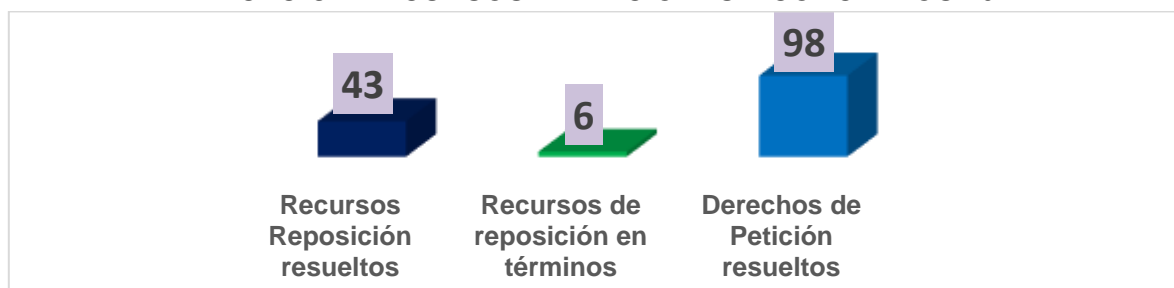 43
6
98
Recursos
Reposición
resueltos
Recursos de
reposición en
términos
Derechos de
Petición
resueltos